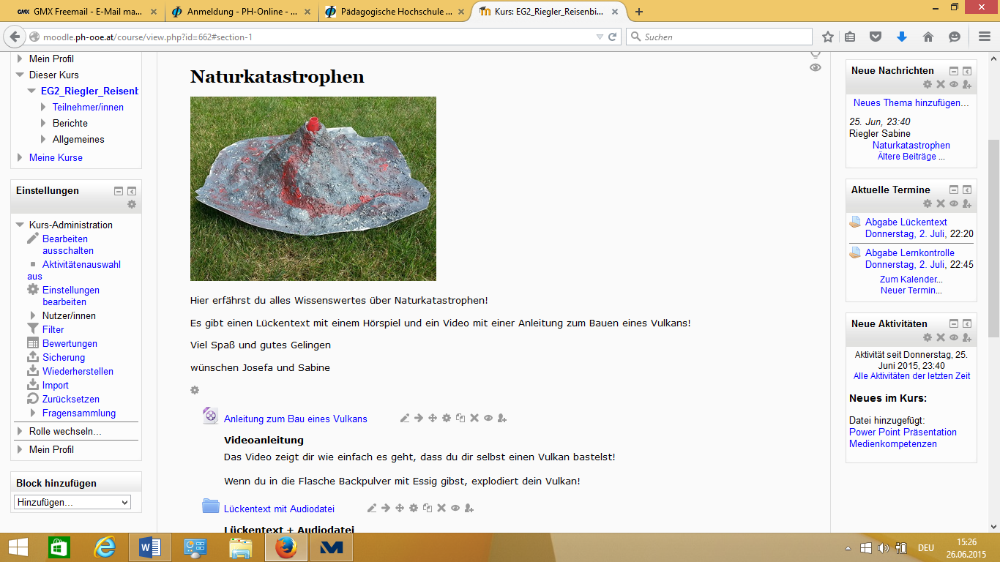 GMX Freemail - E-Mail ma...
Anmeldung - PH-Online - ...
Pädagogische Hochschule ...
Kurs: EG2_Riegler_Reisenbi...
moodle.ph-ooe.at/course/view.php?id=662#section-1
Suchen
Mein Profil
Dieser Kurs
EG2_Riegler_Reisenb
Teilnehmer/innen
Berichte
Allgemeines
Meine Kurse
Einstellungen
Kurs-Administration
Bearbeiten
ausschalten
Aktivitätenauswahl
aus
Einstellungen
bearbeiten
Nutzer/innen
Filter
Bewertungen
Sicherung
Wiederherstellen
Import
Zurücksetzen
Fragensammlung
Rolle wechseln...
Mein Profil
Block hinzufügen
Hinzufügen...
Naturkatastrophen
Hier erfährst du alles Wissenswertes über Naturkatastrophen!
Es gibt einen Lückentext mit einem Hörspiel und ein Video mit einer Anleitung zum Bauen eines Vulkans!
Viel Spaß und gutes Gelingen
wünschen Josefa und Sabine
Anleitung zum Bau eines Vulkans
Videoanleitung
Das Video zeigt dir wie einfach es geht, dass du dir selbst einen Vulkan bastelst!
Wenn du in die Flasche Backpulver mit Essig gibst, explodiert dein Vulkan!
Lückentext mit Audiodatei
Lückentext + Audiodatei
Neue Nachrichten
Neues Thema hinzufügen...
25. Jun, 23:40
Riegler Sabine
Naturkatastrophen
Ältere Beiträge ...
Aktuelle Termine
Abgabe Lückentext
Donnerstag, 2. Juli, 22:20
Abgabe Lernkontrolle
Donnerstag, 2. Juli, 22:45
Zum Kalender...
Neuer Termin...
Neue Aktivitäten
Aktivität seit Donnerstag, 25.
Juni 2015, 23:40
Alle Aktivitäten der letzten Zeit
Neues im Kurs:
Datei hinzugefügt:
Power Point Präsentation
Medienkompetenzen
DEU
15:26
26.06.2015